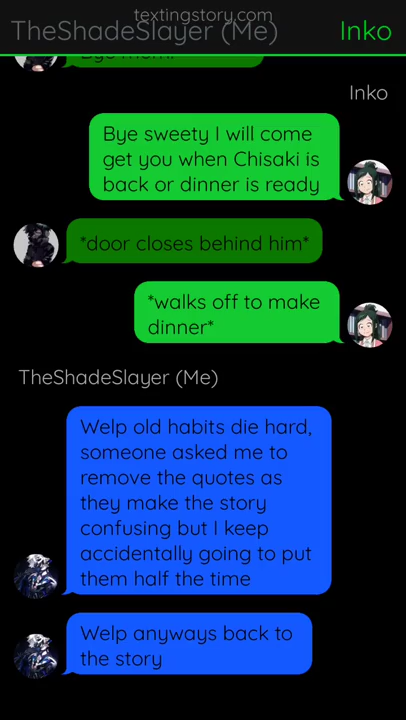 textingstory.com
TheShadeSlayer (Me)
Inko
Bye mom!
Inko
Bye sweety I will come
get you when Chisaki is
back or dinner is ready
*door closes behind him*
*walks off to make
dinner*
TheShadeSlayer (Me)
Welp old habits die hard,
someone asked me to
remove the quotes as
they make the story
confusing but I keep
accidentally going to put
them half the time
Welp anyways back to
the story